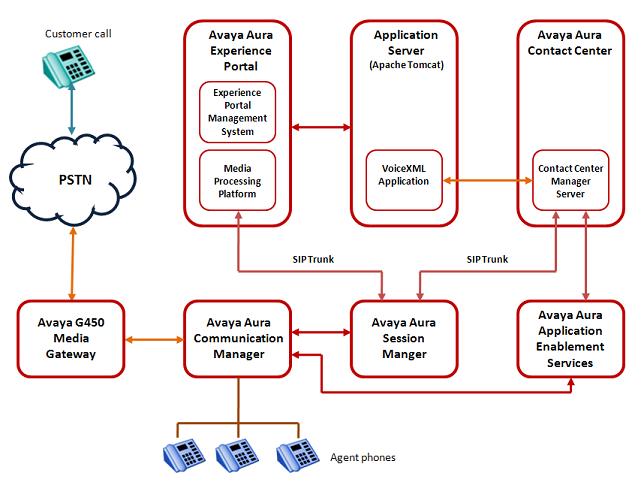 Customer call
PSTN
Avaya Aura
Experience
Portal
Experience
Portal
Management
System
Media
Processing
Platform
Application
Server
(Apache Tomcat)
VoiceXML
Application
Avaya Aura
Contact Center
Contact Center
Manager
Server
SIP Trunk
SIP Trunk
Avaya G450
Media
Gateway
Avaya Aura
Communication
Manager
Avaya Aura
Session
Manger
Avaya Aura
Application
Enablement
Services
Agent phones